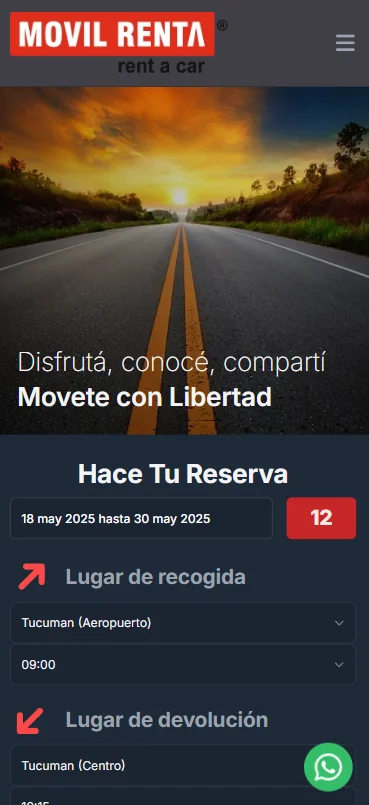 MOVIL RENTA®
rent a car
Disfrutá, conocé, compartí
Movete con Libertad
Hace Tu Reserva
18 may 2025 hasta 30 may 2025
12
Lugar de recogida
Tucuman (Aeropuerto)
09:00
Lugar de devolución
Tucuman (Centro)